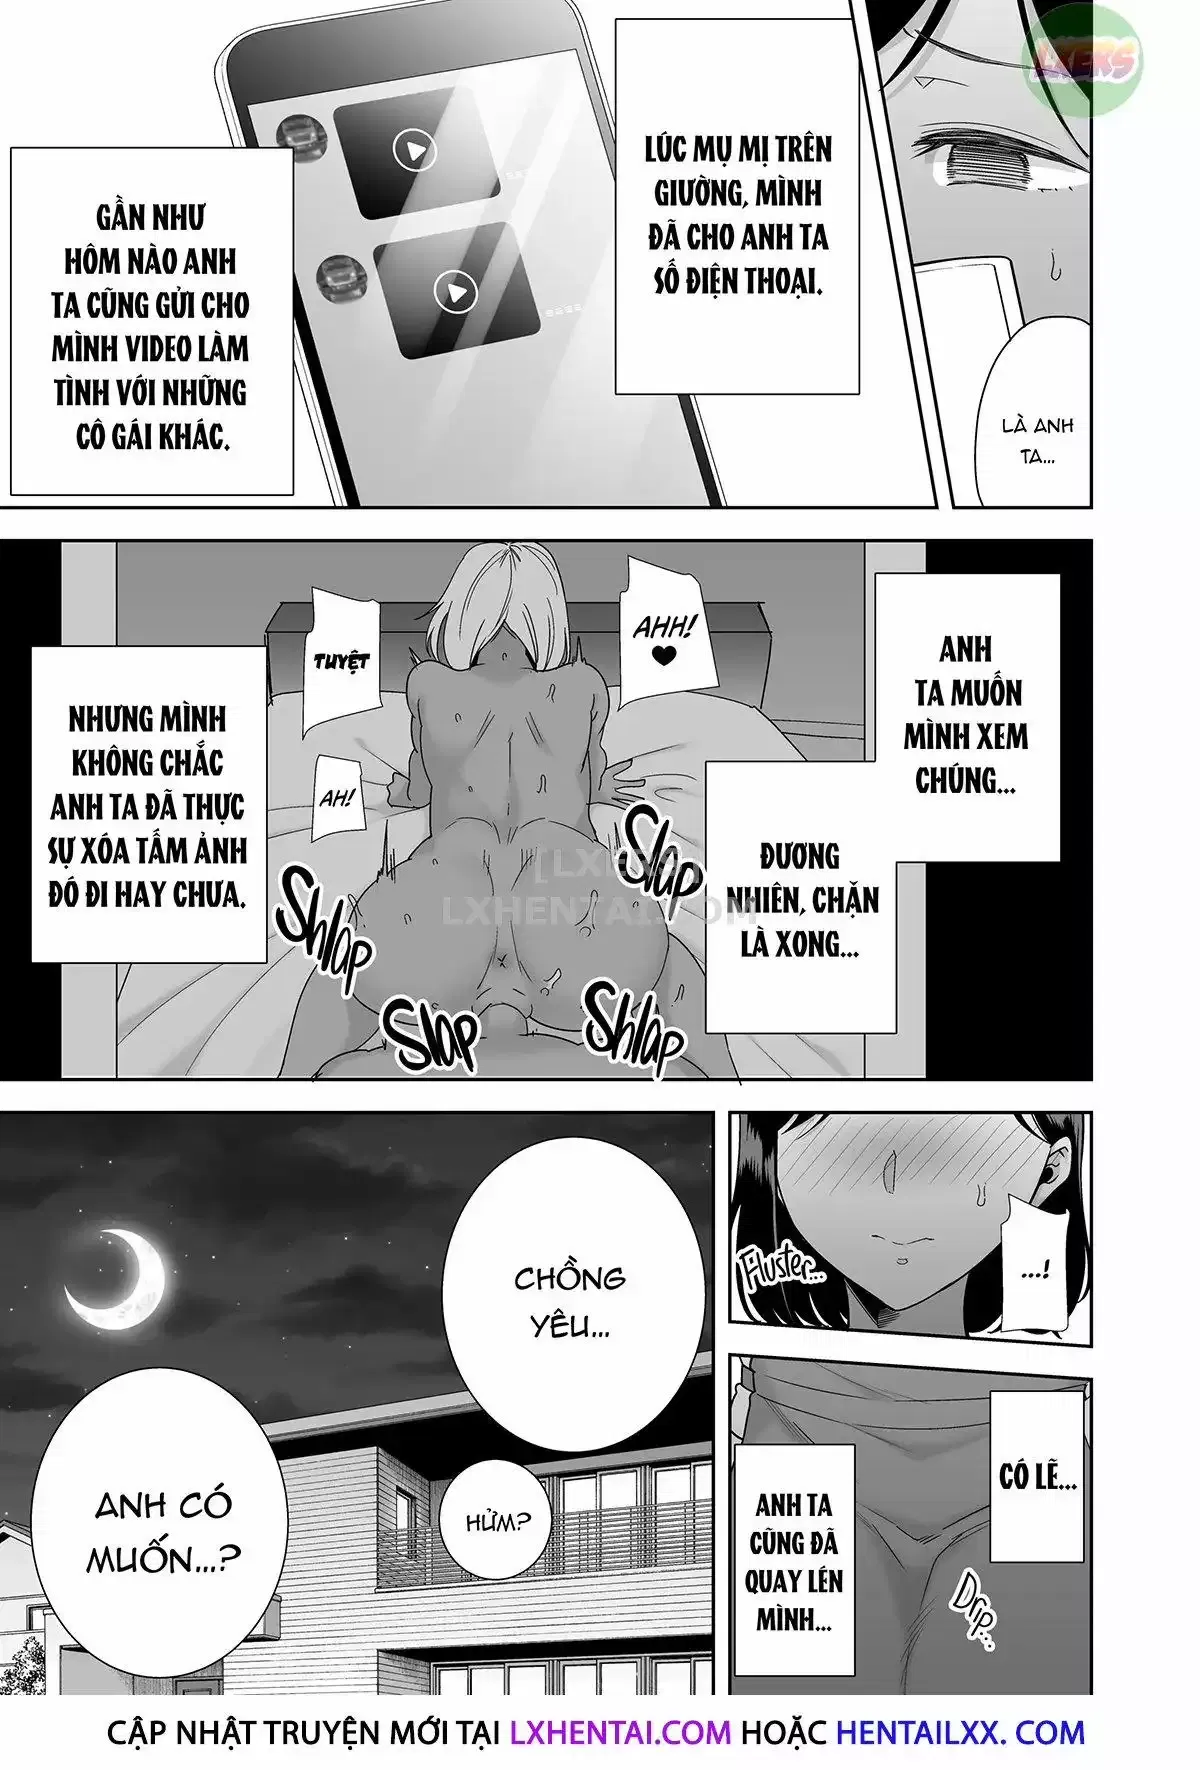 LXERS
LÚC MỤ MỊ TRÊN
GIƯỜNG, MÌNH
ĐÃ CHO ANH TA
SỐ ĐIỆN THOẠI.
LÀ ANH
TA...
GẦN NHƯ
HÔM NÀO ANH
TA CŨNG GỬI CHO
MÌNH VIDEO LÀM
TÌNH VỚI NHỮNG
CÔ GÁI KHÁC.
ANH
TA MUỐN
MÌNH XEM
CHÚNG...
ĐƯƠNG
NHIÊN, CHẶN
LÀ XONG...
AHH!
TUYỆT
AH!
NHƯNG MÌNH
KHÔNG CHẮC
ANH TA ĐÃ THỰC
SỰ XÓA TẤM ẢNH
ĐÓ ĐI HAY CHƯA.
Slap
Slap
Shlap
Slap
Shlap
[LXERS]
LXHENTAI.COM
...!
Fluster...
CÓ LẼ...
ANH TA
CŨNG ĐÃ
QUAY LÉN
MÌNH...
Drip...
CHỒNG
YÊU...
HỬM?
ANH CÓ
MUỐN...?
CẬP NHẬT TRUYỆN MỚI TẠI LXHENTAI.COM HOẶC HENTAILXX. COM